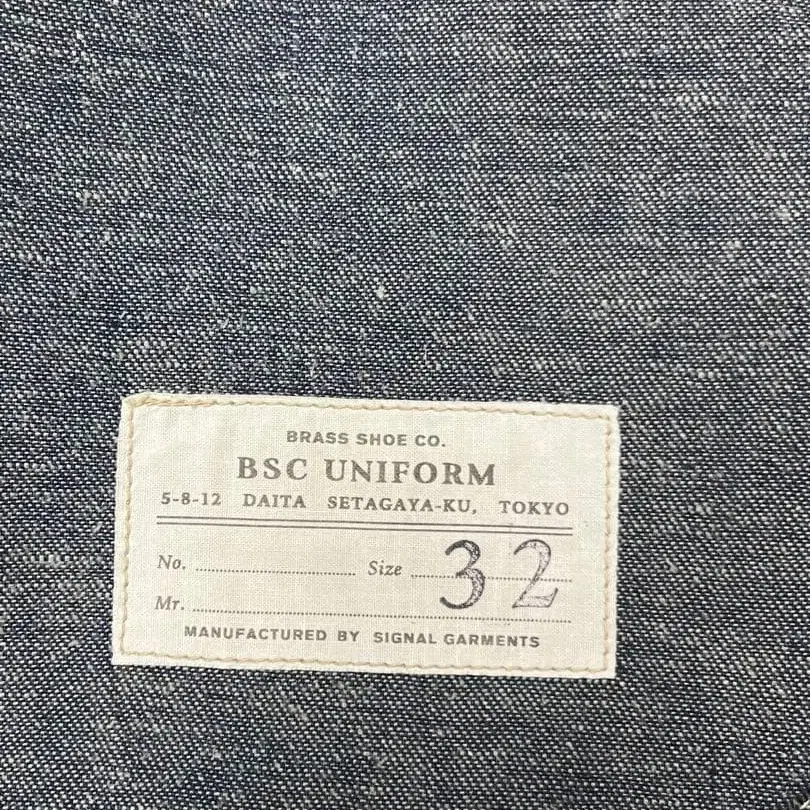 BRASS SHOE CO.
BSC UNIFORM
5-8-12 DAITA SETAGAYA-KU, TOKYO
No. Size 32
Mr.
MANUFACTURED BY SIGNAL GARMENTS